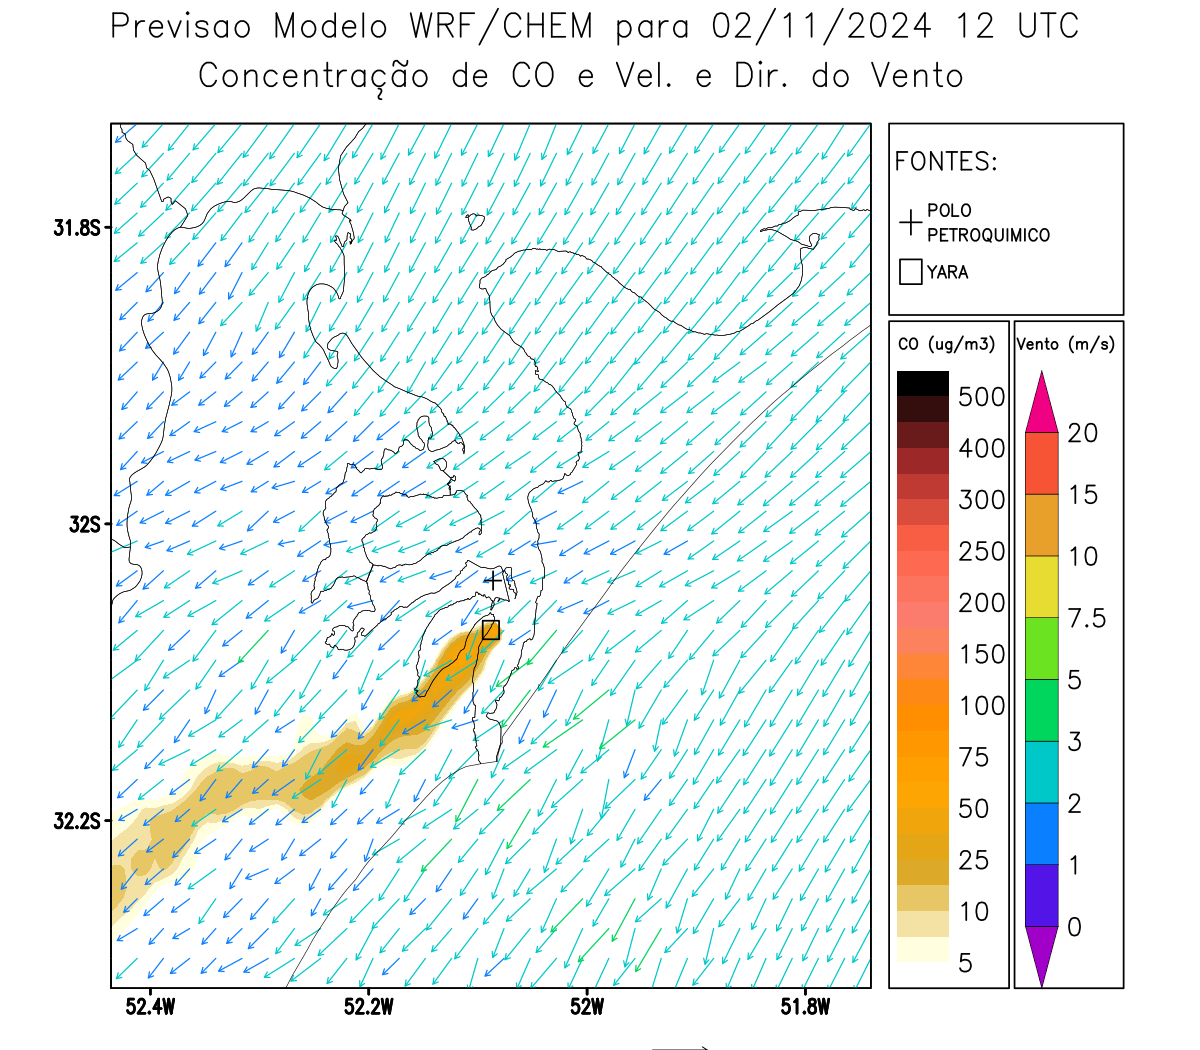 Previsao Modelo WRF/CHEM para 02/11/2024 12 UTC
Concentração de CO e Vel. e Dir. do Vento
FONTES:
POLO
PETROQUIMICO
YARA
CO (ug/m3)
500
400
300
250
200
150
100
75
50
25
10
5
Vento (m/s)
20
15
10
7.5
5
3
2
1
0
31.8S
32S
32.2S
52.4W
52.2W
52W
51.8W